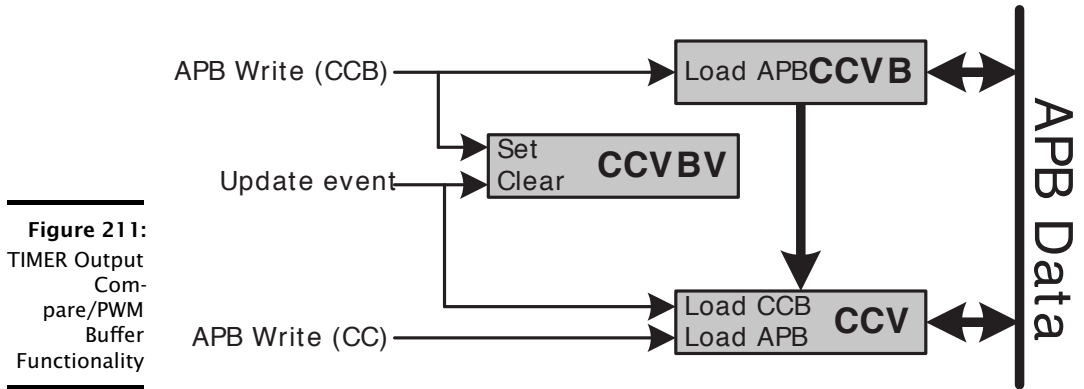 APB Write (CCB)
Load APB CCVB
Set
Clear
CCVBV
Update event
Load CCB
Load APB
CCV
APB Write (CC)
APB Data
Figure 211:
TIMER Output
Com-
pare/PWM
Buffer
Functionality